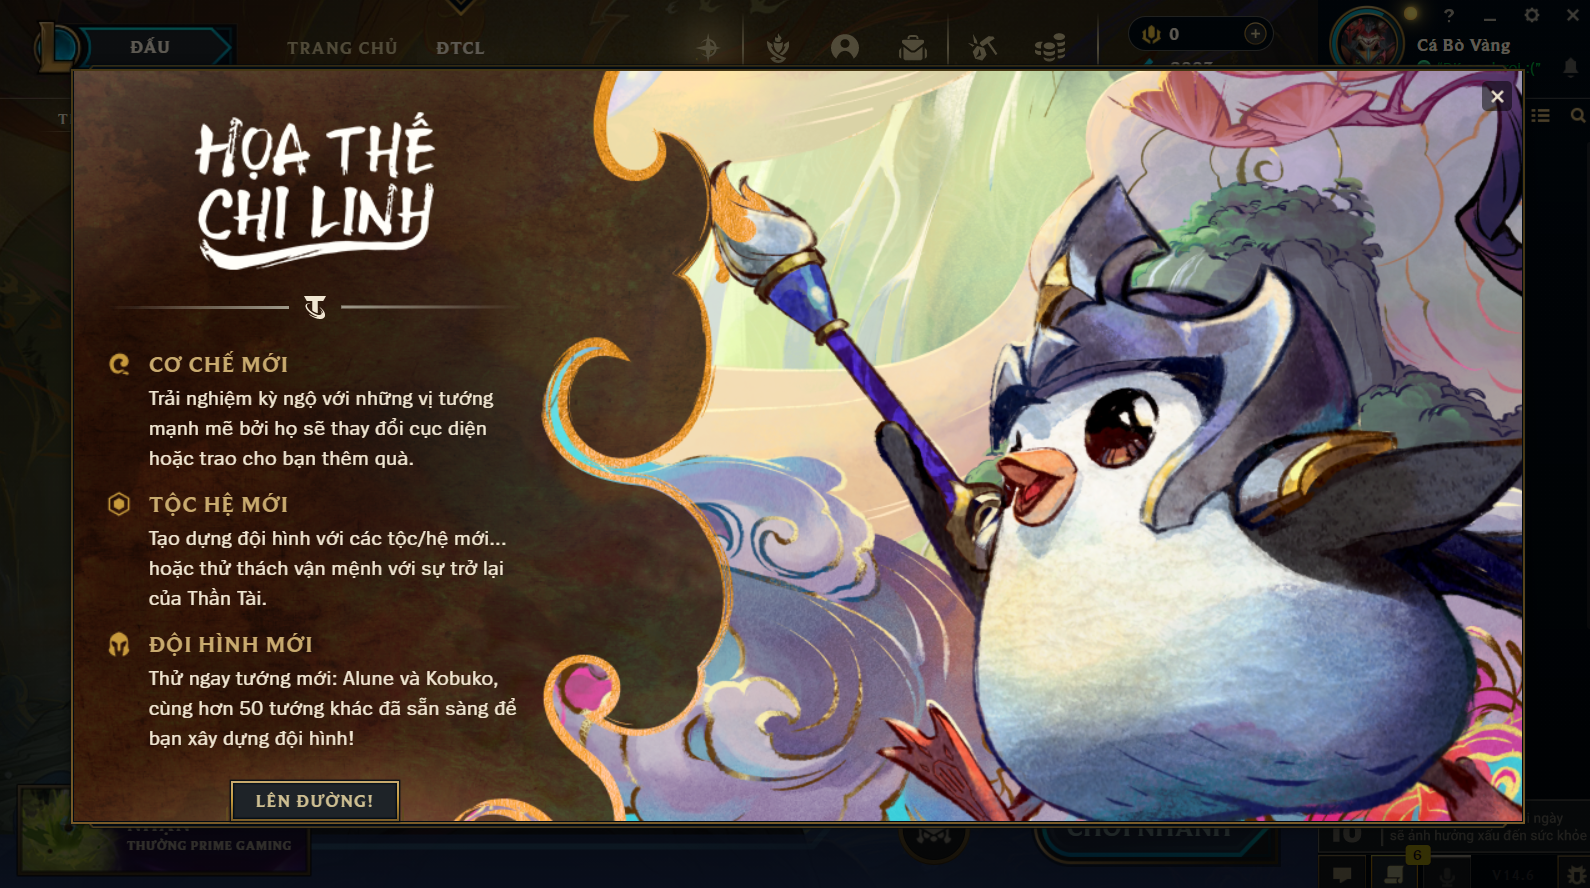 ĐẤU
TRANG CHỦ
ĐTCL
0
?
Cá Bò Vàng
HỌA THẾ
CHI LINH
CƠ CHẾ MỚI
Trải nghiệm kỳ ngộ với những vị tướng
mạnh mẽ bởi họ sẽ thay đổi cục diện
hoặc trao cho bạn thêm quà.
TỘC HỆ MỚI
Tạo dựng đội hình với các tộc/hệ mới...
hoặc thử thách vận mệnh với sự trở lại
của Thần Tài.
ĐỘI HÌNH MỚI
Thử ngay tướng mới: Alune và Kobuko,
cùng hơn 50 tướng khác đã sẵn sàng để
bạn xây dựng đội hình!
LÊN ĐƯỜNG!
NHẬN
THƯỞNG PRIME GAMING
CHƠI NHANH
ngày
sẽ ảnh hưởng xấu đến sức khỏe
6
V14.6